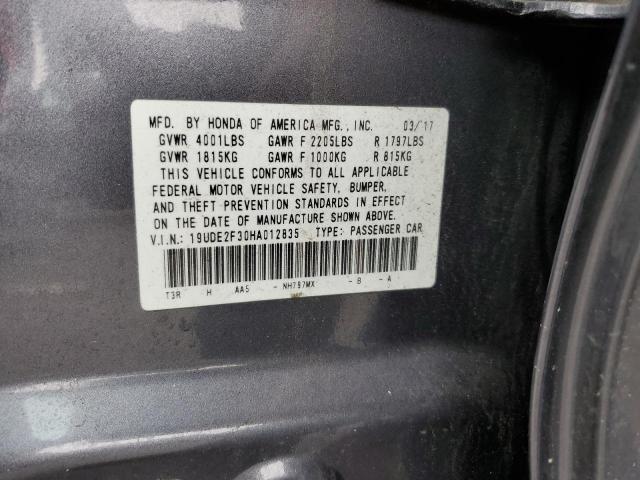 MFD. BY HONDA OF AMERICA MFG., INC. 03/17
GVWR 4001LBS GAWR F 2205LBS R 1797LBS
GVWR 1815KG GAWR F 1000KG R 815KG
THIS VEHICLE CONFORMS TO ALL APPLICABLE
FEDERAL MOTOR VEHICLE SAFETY, BUMPER,
AND THEFT PREVENTION STANDARDS IN EFFECT
ON THE DATE OF MANUFACTURE SHOWN ABOVE.
V.I.N.: 19UDE2F30HA012835 TYPE: PASSENGER CAR
T3R H AA5 - NH797MX - B - A